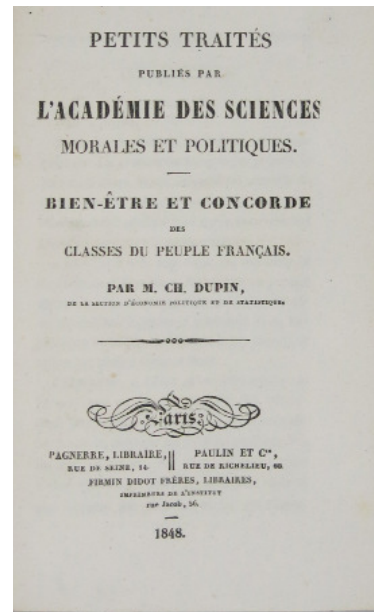 PETITS TRAITÉS
PUBLIÉS PAR
L'ACADÉMIE DES SCIENCES
MORALES ET POLITIQUES.
BIEN-ÊTRE ET CONCORDE
DES
CLASSES DU PEUPLE FRANÇAIS.
PAR M. CH. DUPIN,
DE LA SECTION D'ÉCONOMIE POLITIQUE ET DE STATISTIQUE.
Paris:
PAGNERRE, LIBRAIRE,
RUE DE SEINE, 14
PAULIN ET Cie,
RUE DE RICHELIEU, 60
FIRMIN DIDOT FRÈRES, LIBRAIRES,
IMPRIMEURS DE L'INSTITUT
rue Jacob, 56.
1848.